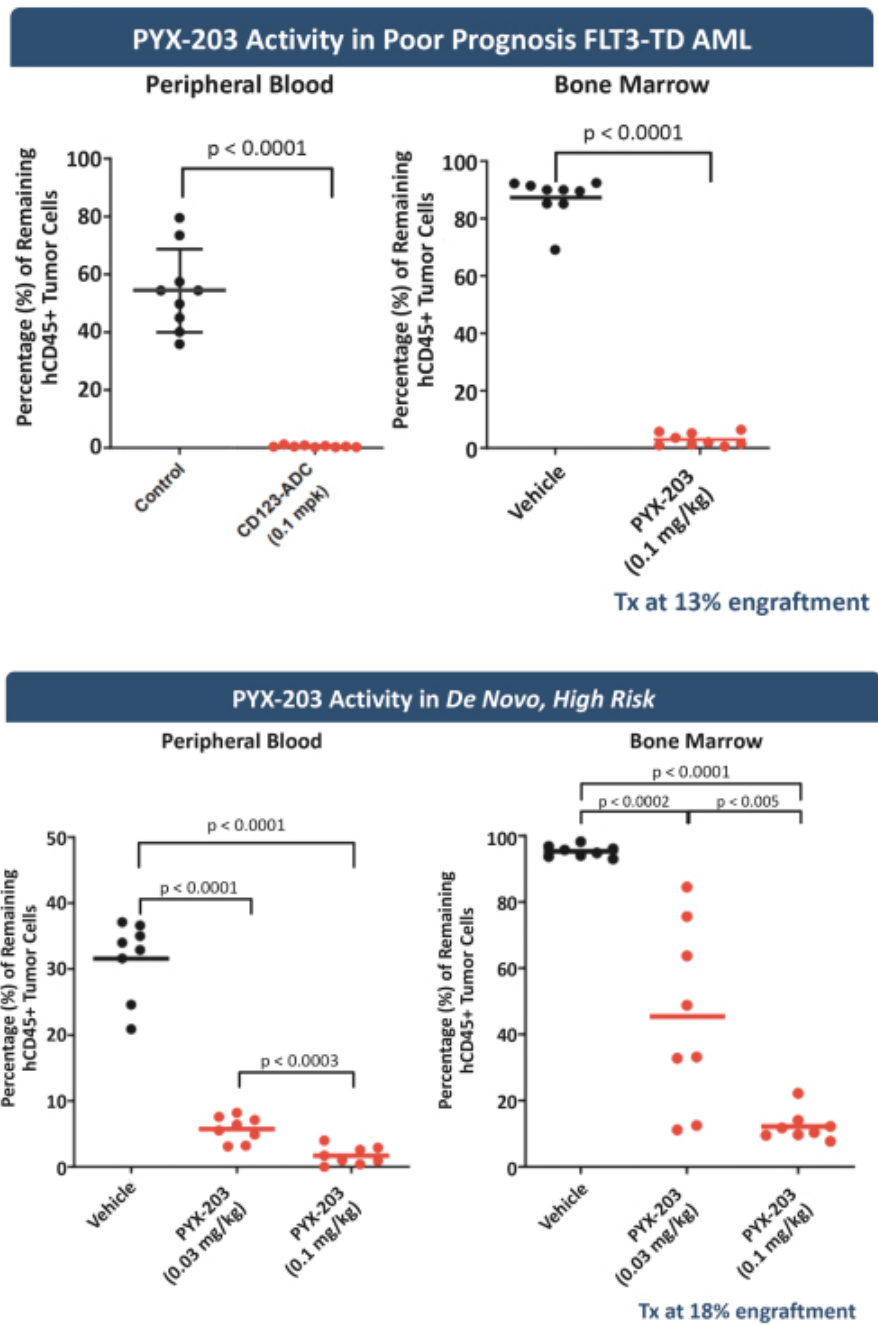 PYX-203 Activity in Poor Prognosis FLT3-TD AML
Peripheral Blood
Bone Marrow
Percentage (%) of Remaining
hCD45+ Tumor Cells
100
80
60
40
20
0
p < 0.0001
Control
CD123-ADC
(0.1 mpk)
Percentage (%) of Remaining
hCD45+ Tumor Cells
100
80
60
40
20
0
p < 0.0001
Vehicle
PYX-203
(0.1 mg/kg)
Tx at 13% engraftment
PYX-203 Activity in De Novo, High Risk
Peripheral Blood
Bone Marrow
Percentage (%) of Remaining
hCD45+ Tumor Cells
50
40
30
20
10
0
p < 0.0001
p < 0.0001
p < 0.0003
Vehicle
PYX-203
(0.03 mg/kg)
PYX-203
(0.1 mg/kg)
Percentage (%) of Remaining
hCD45+ Tumor Cells
100
80
60
40
20
0
p < 0.0001
p < 0.0002
p < 0.005
Vehicle
PYX-203
(0.03 mg/kg)
PYX-203
(0.1 mg/kg)
Tx at 18% engraftment